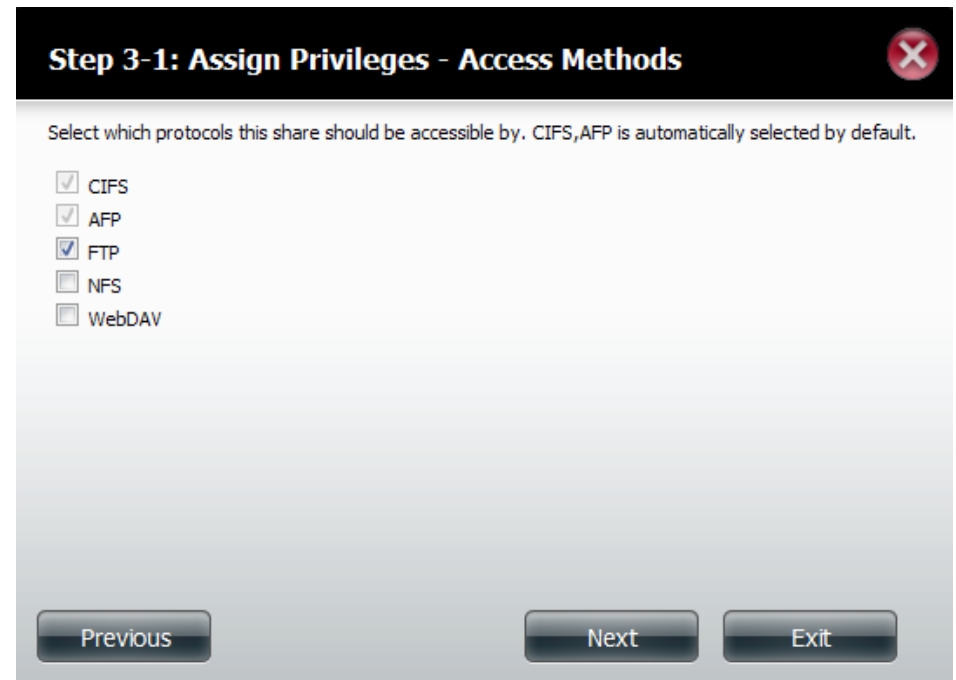 Step 3-1: Assign Privileges - Access Methods
Select which protocols this share should be accessible by. CIFS,AFP is automatically selected by default.
CIFS
AFP
FTP
NFS
WebDAV
Previous Next Exit